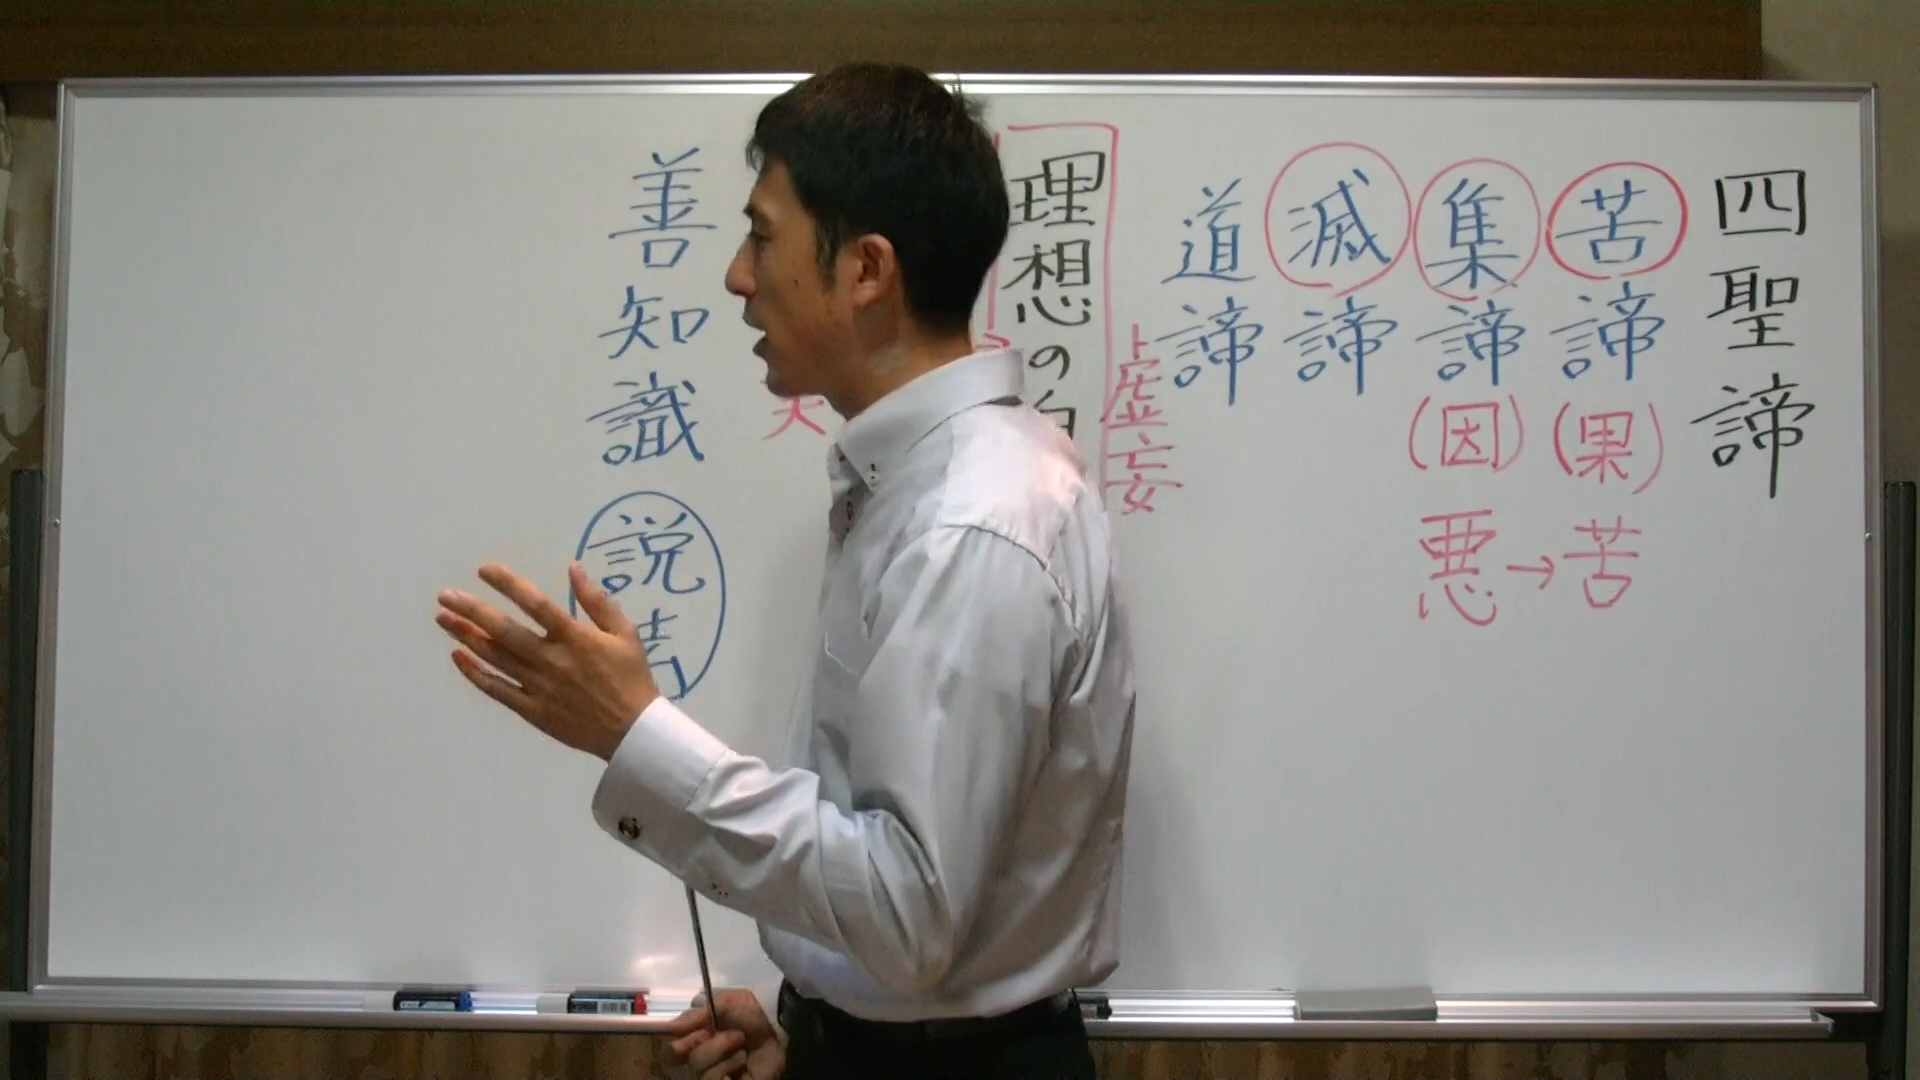 四聖諦
苦諦
(果)
苦
集諦
(因)
悪→
滅諦
道諦
虚妄
理想の
善知識
説